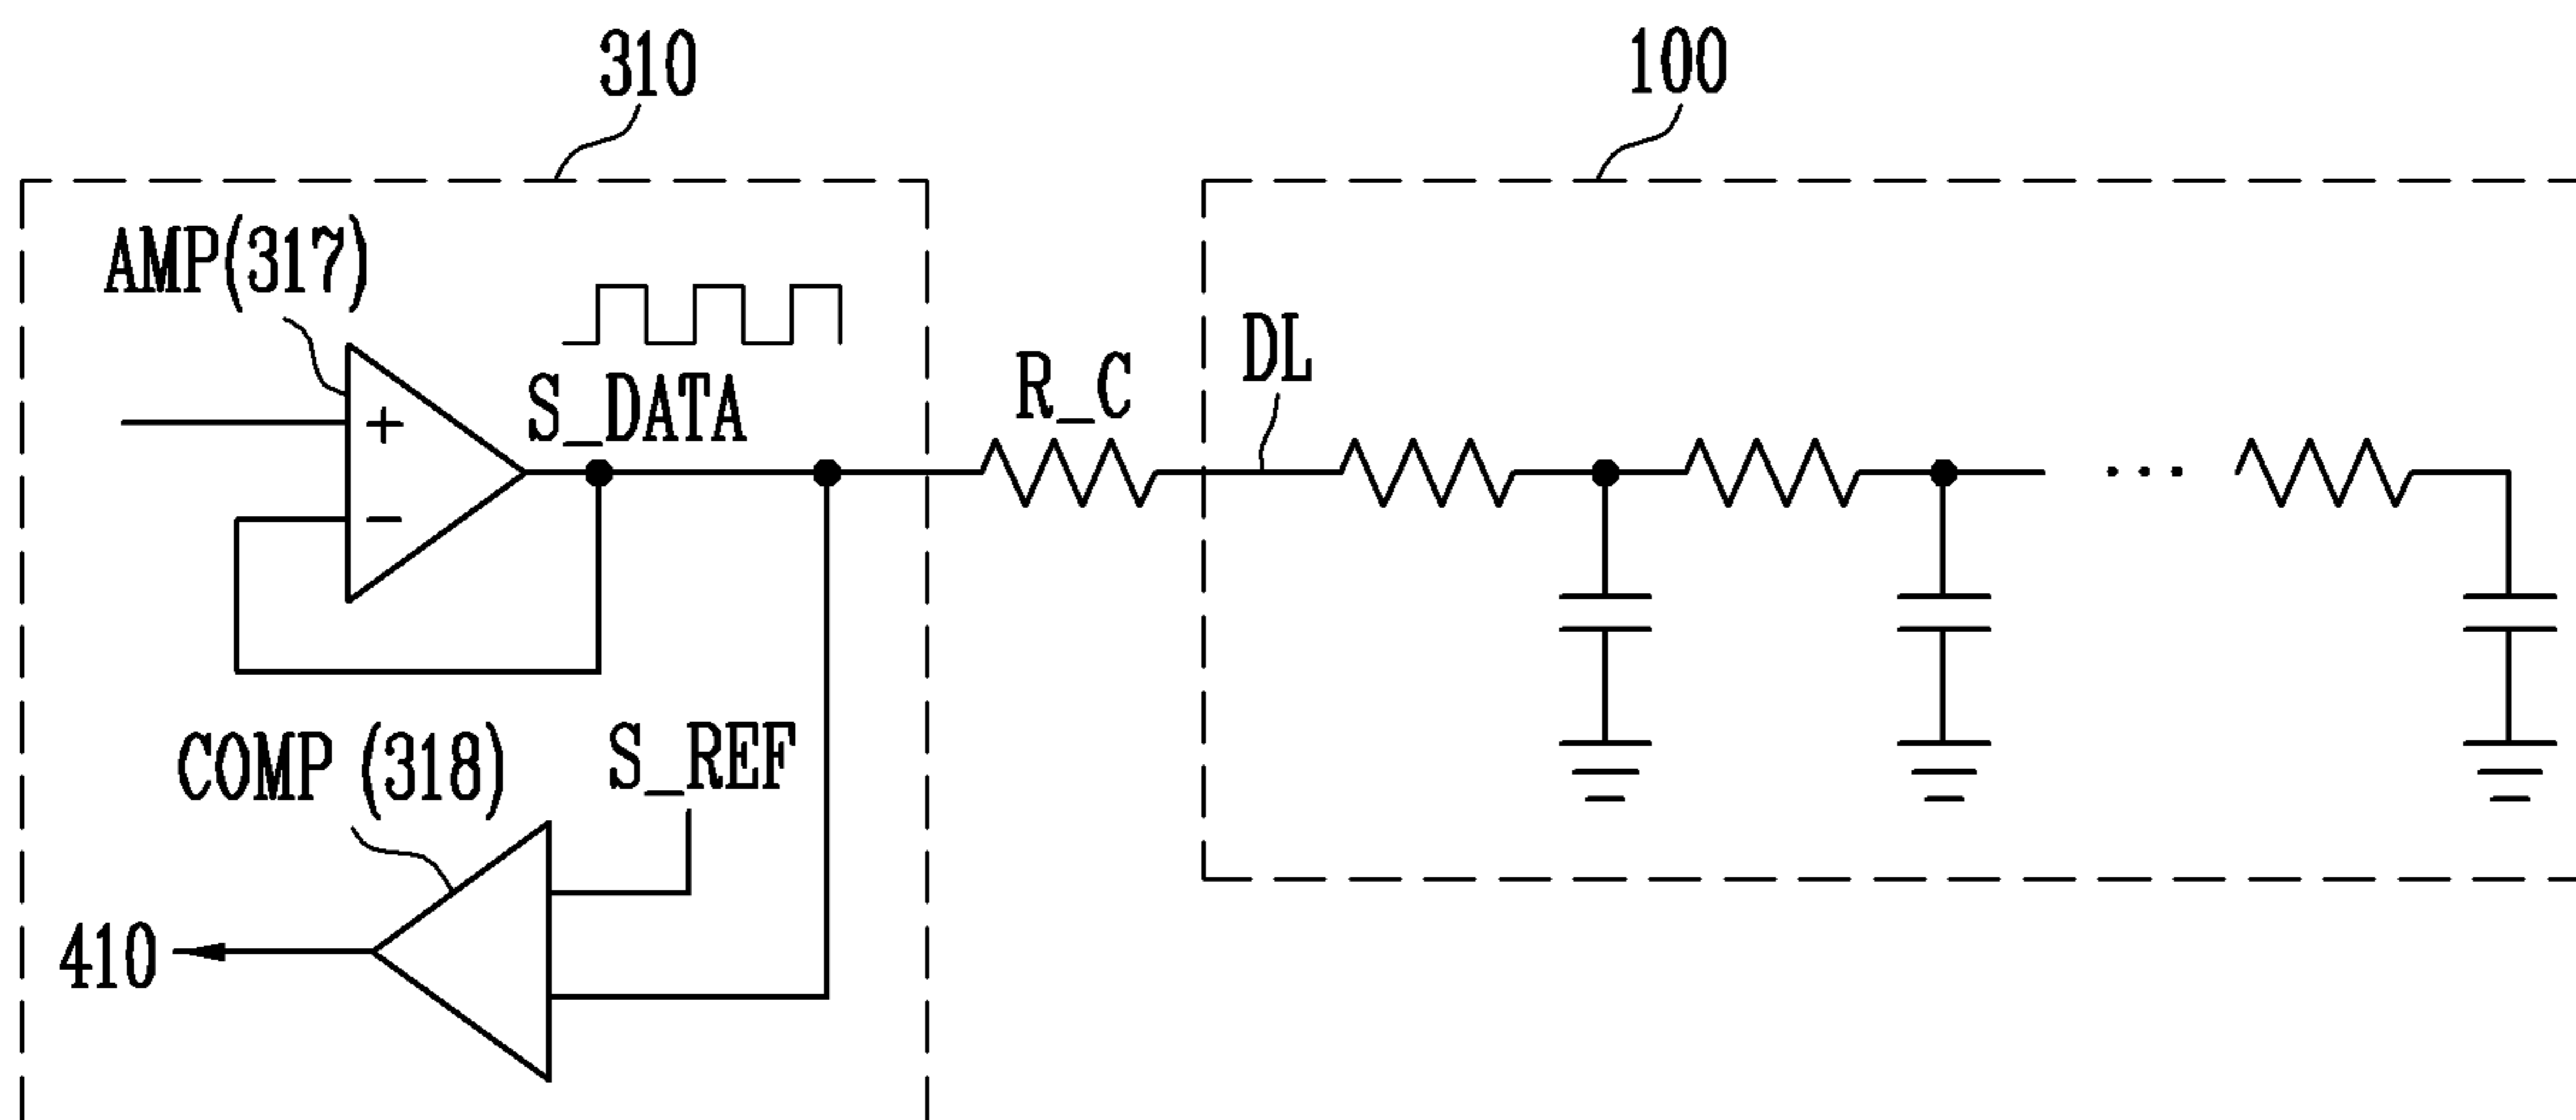 310
100
AMP(317)
S_DATA
R_C
DL
+
−
COMP (318)
S_REF
410
...